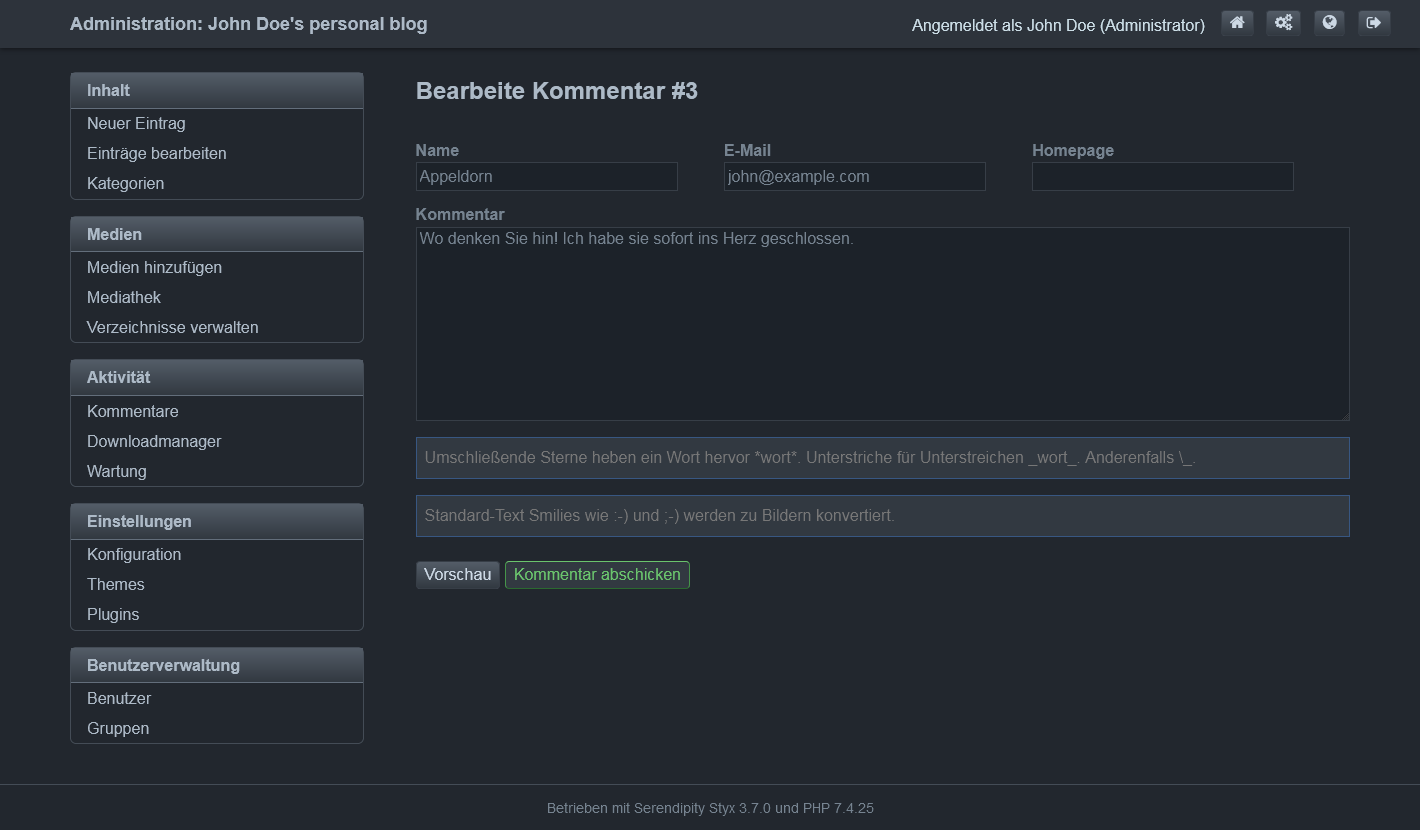 Administration: John Doe's personal blog
Angemeldet als John Doe (Administrator)
Inhalt
Neuer Eintrag
Einträge bearbeiten
Kategorien
Medien
Medien hinzufügen
Mediathek
Verzeichnisse verwalten
Aktivität
Kommentare
Downloadmanager
Wartung
Einstellungen
Konfiguration
Themes
Plugins
Benutzerverwaltung
Benutzer
Gruppen
Bearbeite Kommentar #3
Name
E-Mail
Homepage
Appeldorn
john@example.com
Kommentar
Wo denken Sie hin! Ich habe sie sofort ins Herz geschlossen.
Umschließende Sterne heben ein Wort hervor *wort*. Unterstriche für Unterstreichen _wort_. Anderenfalls \_.
Standard-Text Smilies wie :-) und ;-) werden zu Bildern konvertiert.
Vorschau
Kommentar abschicken
Betrieben mit Serendipity Styx 3.7.0 und PHP 7.4.25